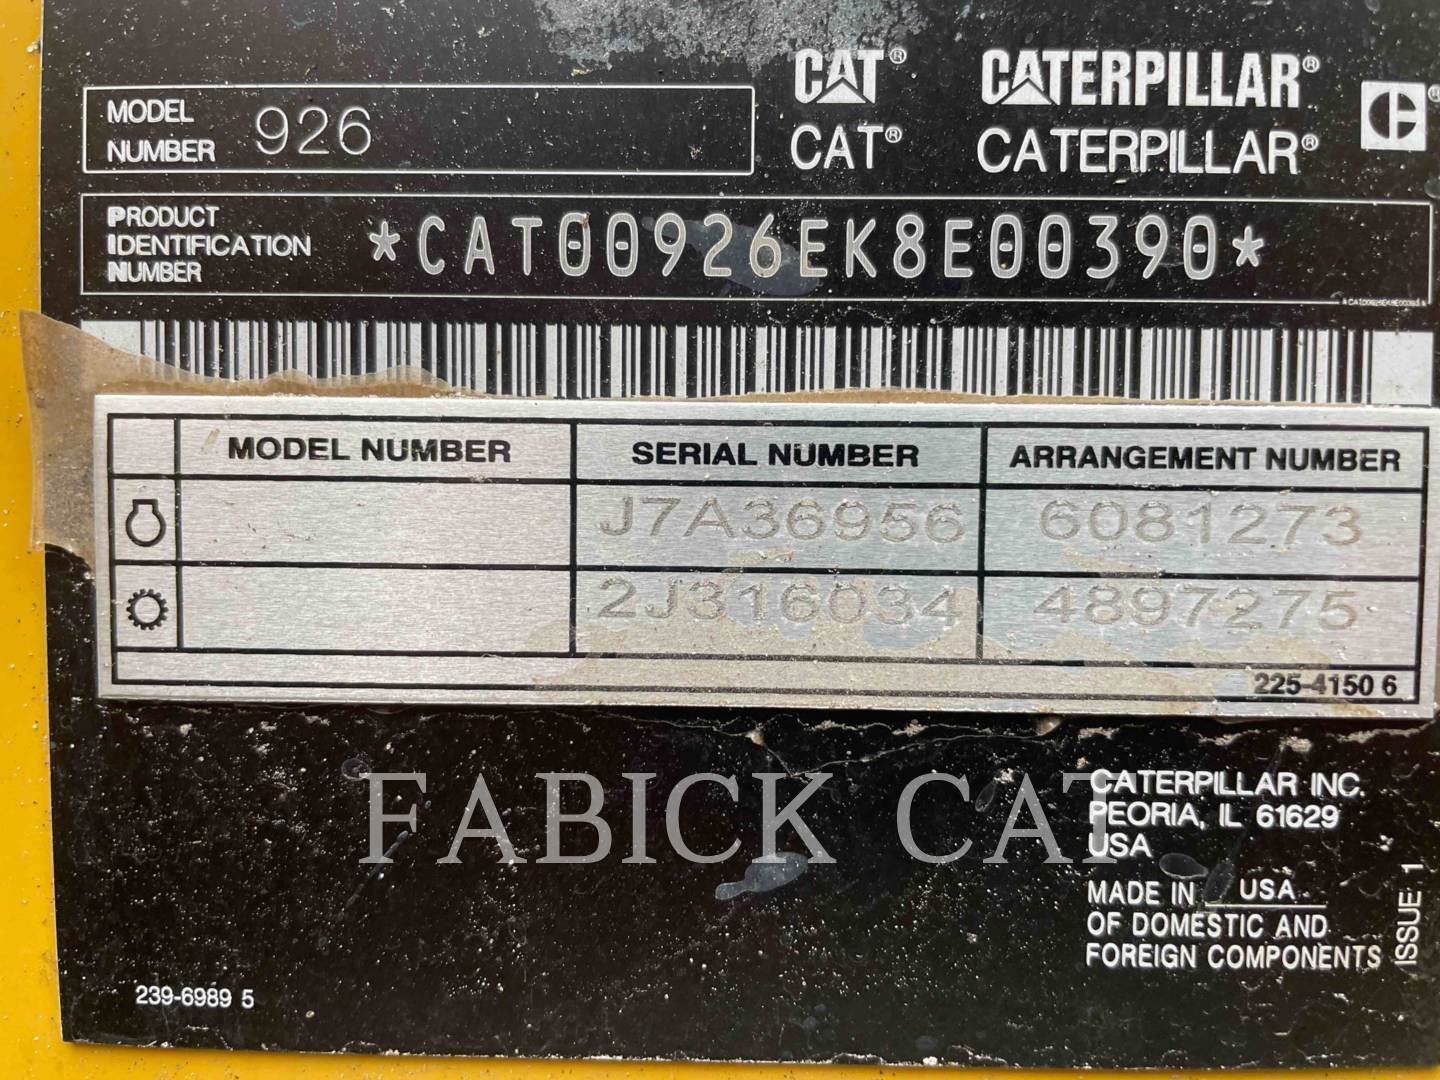 CAT® CATERPILLAR®
CAT® CATERPILLAR®
MODEL
NUMBER 926
PRODUCT
IDENTIFICATION
NUMBER
*CAT00926EK8E00390*
MODEL NUMBER SERIAL NUMBER ARRANGEMENT NUMBER
J7A36956 6081273
2J316034 4897275
225-4150 6
FABICK CAT
CATERPILLAR INC.
PEORIA, IL 61629
USA
MADE IN USA
OF DOMESTIC AND
FOREIGN COMPONENTS
ISSUE 1
239-6989 5